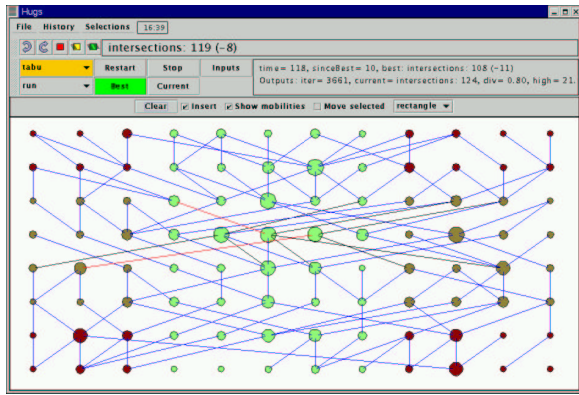 Hugs
File History Selections 16:39
intersections: 119 (-8)
tabu Restart Stop Inputs
run Best Current
time= 118, sinceBest= 10, best: intersections: 108 (-11)
Outputs: iter= 3661, current= intersections: 124, div= 0.80, high= 21.
Clear Insert Show mobilities Move selected rectangle